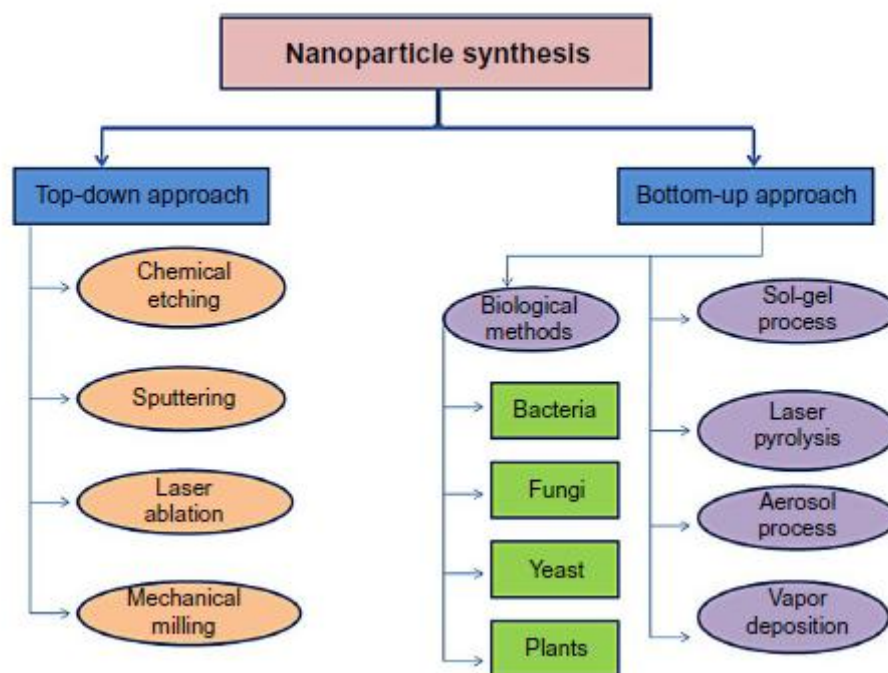 Nanoparticle synthesis
Top-down approach
Bottom-up approach
Chemical
etching
Sputtering
Laser
ablation
Mechanical
milling
Biological
methods
Bacteria
Fungi
Yeast
Plants
Sol-gel
process
Laser
pyrolysis
Aerosol
process
Vapor
deposition